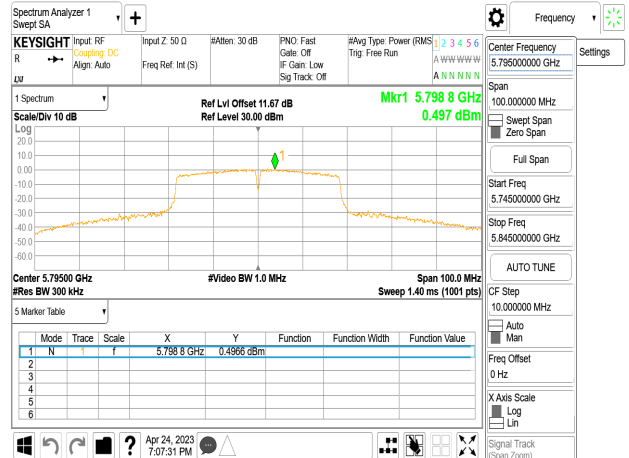 Spectrum Analyzer 1
Swept SA
Frequency
KEYSIGHT
R
Input: RF
Coupling: DC
Align: Auto
Input Z: 50 Ω
Freq Ref: Int (S)
#Atten: 30 dB
PNO: Fast
Gate: Off
IF Gain: Low
Sig Track: Off
#Avg Type: Power (RMS
Trig: Free Run
1 2 3 4 5 6
A W W W W W
A N N N N N
1 Spectrum
Scale/Div 10 dB
Ref Lvl Offset 11.67 dB
Ref Level 30.00 dBm
Mkr1 5.798 8 GHz
0.497 dBm
Log
20.0
10.0
0.00
-10.0
-20.0
-30.0
-40.0
-50.0
-60.0
1
Center 5.79500 GHz
#Res BW 300 kHz
#Video BW 1.0 MHz
Span 100.0 MHz
Sweep 1.40 ms (1001 pts)
5 Marker Table
Mode Trace Scale X Y Function Function Width Function Value
1 N 1 f 5.798 8 GHz 0.4966 dBm
2
3
4
5
6
Apr 24, 2023
7:07:31 PM
Center Frequency
5.795000000 GHz
Settings
Span
100.000000 MHz
Swept Span
Zero Span
Full Span
Start Freq
5.745000000 GHz
Stop Freq
5.845000000 GHz
AUTO TUNE
CF Step
10.000000 MHz
Auto
Man
Freq Offset
0 Hz
X Axis Scale
Log
Lin
Signal Track
(Span Zoom)